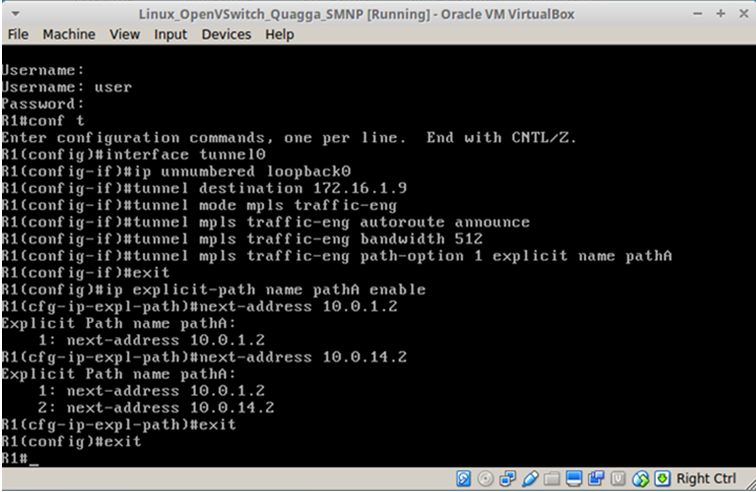 Linux_OpenVSwitch_Quagga_SMNP [Running] - Oracle VM VirtualBox
File Machine View Input Devices Help
Username:
Username: user
Password:
R1#conf t
Enter configuration commands, one per line.  End with CNTL/Z.
R1(config)#interface tunnel0
R1(config-if)#ip unnumbered loopback0
R1(config-if)#tunnel destination 172.16.1.9
R1(config-if)#tunnel mode mpls traffic-eng
R1(config-if)#tunnel mpls traffic-eng autoroute announce
R1(config-if)#tunnel mpls traffic-eng bandwidth 512
R1(config-if)#tunnel mpls traffic-eng path-option 1 explicit name pathA
R1(config-if)#exit
R1(config)#ip explicit-path name pathA enable
R1(cfg-ip-expl-path)#next-address 10.0.1.2
Explicit Path name pathA:
    1: next-address 10.0.1.2
R1(cfg-ip-expl-path)#next-address 10.0.14.2
Explicit Path name pathA:
    1: next-address 10.0.1.2
    2: next-address 10.0.14.2
R1(cfg-ip-expl-path)#exit
R1(config)#exit
R1#_
Right Ctrl